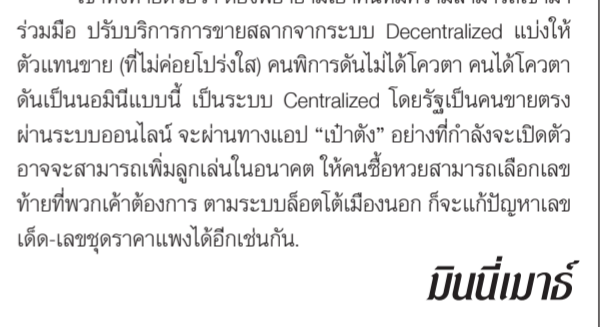 ร่วมมือ ปรับบริการการขายสลากจากระบบ Decentralized แบ่งให้
ตัวแทนขาย (ที่ไม่ค่อยโปร่งใส) คนพิการดันไม่ได้โควตา คนได้โควตา
ดันเป็นนอมินีแบบนี้ เป็นระบบ Centralized โดยรัฐเป็นคนขายตรง
ผ่านระบบออนไลน์ จะผ่านทางแอป “เป๋าตัง” อย่างที่กำลังจะเปิดตัว
อาจจะสามารถเพิ่มลูกเล่นในอนาคต ให้คนซื้อหวยสามารถเลือกเลข
ท้ายที่พวกเค้าต้องการ ตามระบบล็อตโต้เมืองนอก ก็จะแก้ปัญหาเลข
เด็ด-เลขชุดราคาแพงได้อีกเช่นกัน.
มินนี่เมาธ์